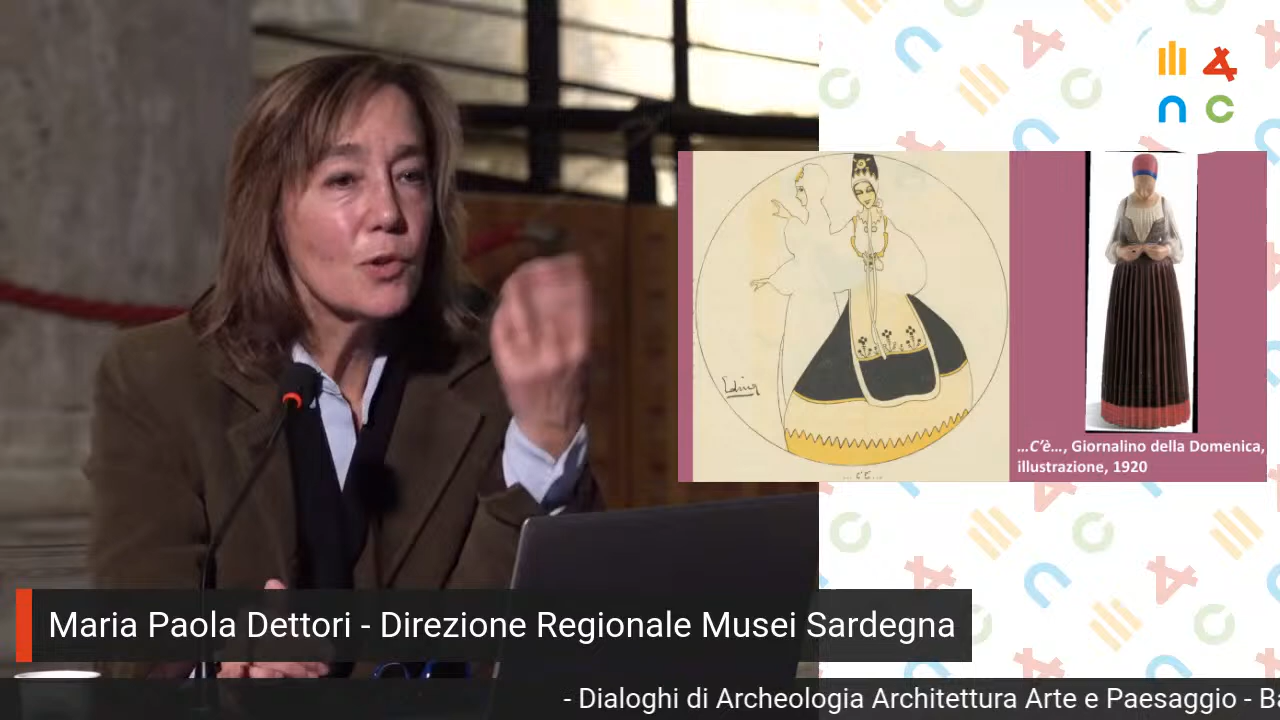 Edina
... C'È ...
...C'è..., Giornalino della Domenica,
illustrazione, 1920
Maria Paola Dettori - Direzione Regionale Musei Sardegna
- Dialoghi di Archeologia Architettura Arte e Paesaggio - Ba